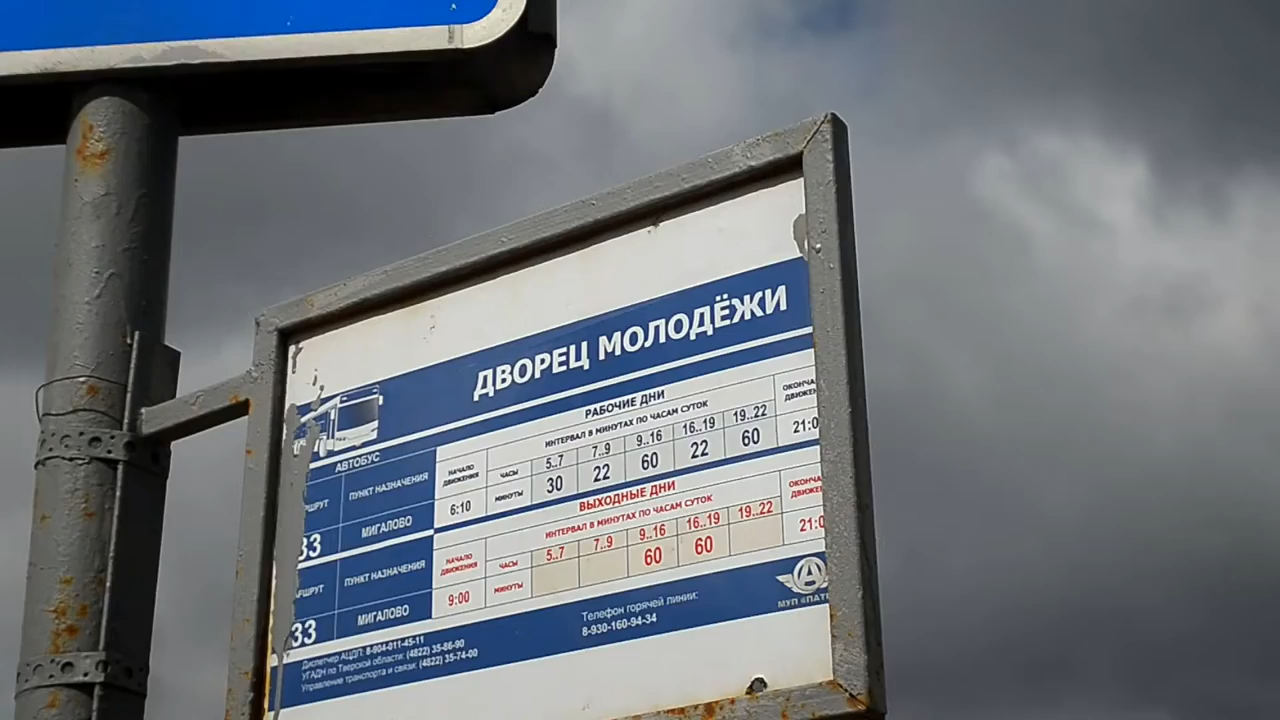 ДВОРЕЦ МОЛОДЁЖИ
АВТОБУС
РАБОЧИЕ ДНИ
ПУНКТ НАЗНАЧЕНИЯ
НАЧАЛО ДВИЖЕНИЯ
ИНТЕРВАЛ В МИНУТАХ ПО ЧАСАМ СУТОК
ЧАСЫ 5..7 7..9 9..16 16..19 19..22
33 МИГАЛОВО 6:10 МИНУТЫ 30 22 60 22 60 21:0
ВЫХОДНЫЕ ДНИ
ПУНКТ НАЗНАЧЕНИЯ
НАЧАЛО ДВИЖЕНИЯ
ИНТЕРВАЛ В МИНУТАХ ПО ЧАСАМ СУТОК
ЧАСЫ 5..7 7..9 9..16 16..19 19..22
33 МИГАЛОВО 9:00 МИНУТЫ 60 60 21:0
Диспетчер АЦДП: 8-904-011-45-11
УГАДН по Тверской области: (4822) 35-86-90
Управление транспорта и связи: (4822) 35-74-00
Телефон горячей линии:
8-930-160-94-34
МУП «ПАТ